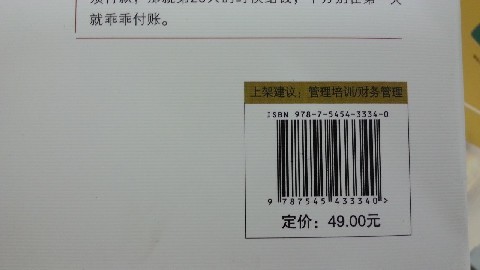 就乖乖付账。
上架建议：管理培训/财务管理
ISBN 978-7-5454-3334-0
9 787545 433340 >
定价：49.00元